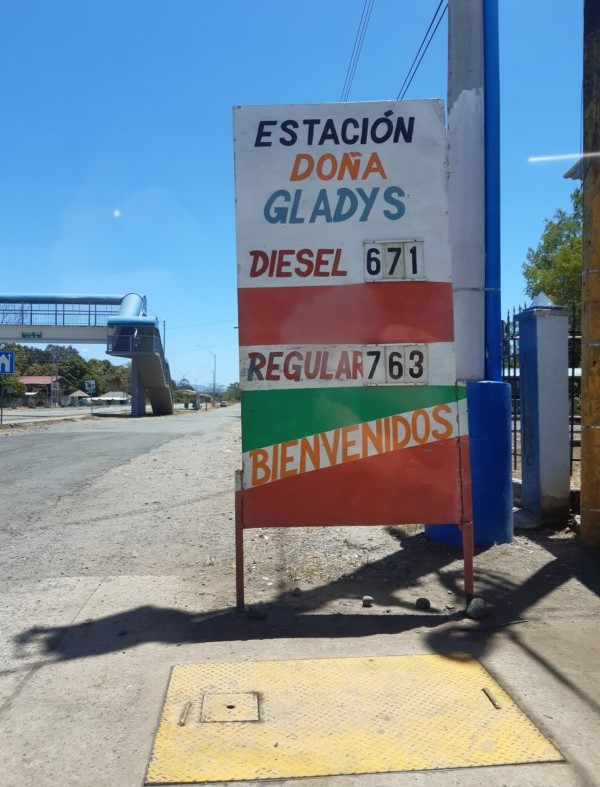 ESTACIÓN
DOÑA
GLADYS
DIESEL 671
REGULAR 763
BIENVENIDOS